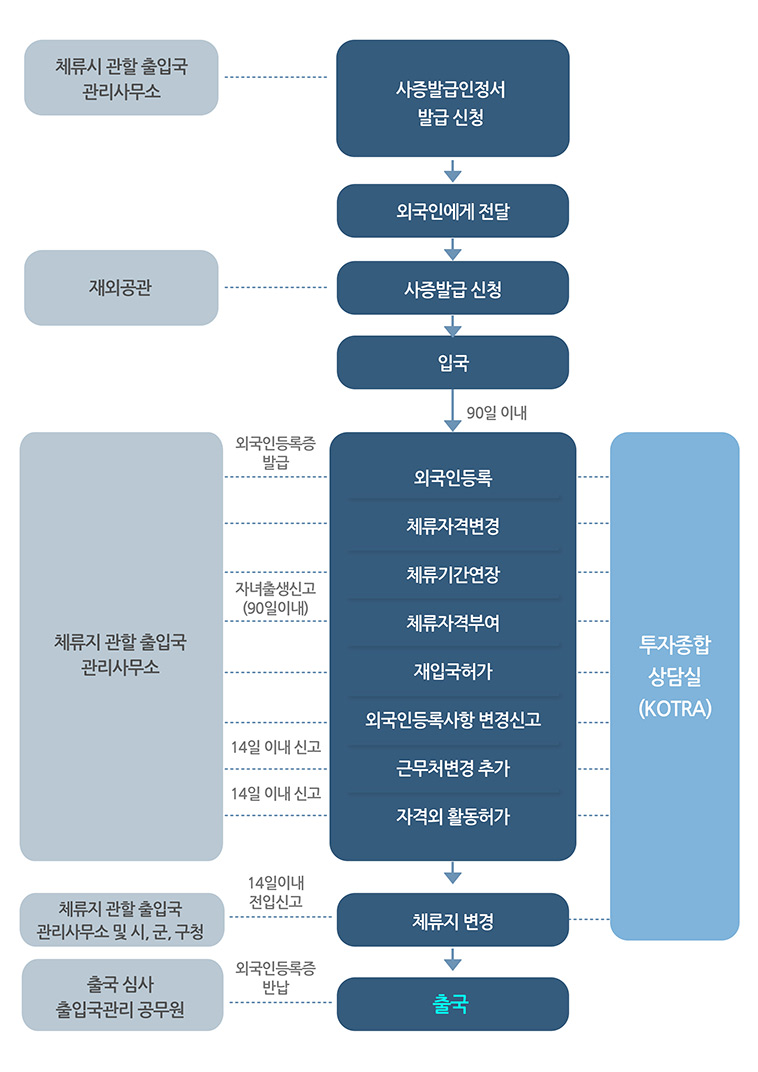 체류시 관할 출입국
관리사무소
사증발급인정서
발급 신청
외국인에게 전달
재외공관
사증발급 신청
입국
90일 이내
외국인등록증
발급
외국인등록
체류자격변경
체류기간연장
자녀출생신고
(90일이내)
체류자격부여
체류지 관할 출입국
관리사무소
재입국허가
외국인등록사항 변경신고
14일 이내 신고
근무처변경 추가
14일 이내 신고
자격외 활동허가
투자종합
상담실
(KOTRA)
14일이내
전입신고
체류지 관할 출입국
관리사무소 및 시, 군, 구청
체류지 변경
외국인등록증
반납
출국 심사
출입국관리 공무원
출국